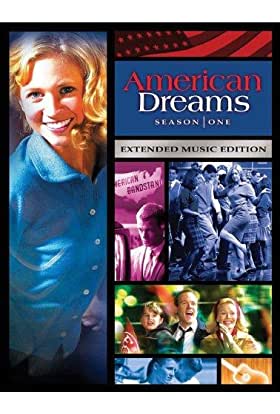 American
Dreams
SEASON | ONE
EXTENDED MUSIC EDITION
AMERICAN
BANDSTAND